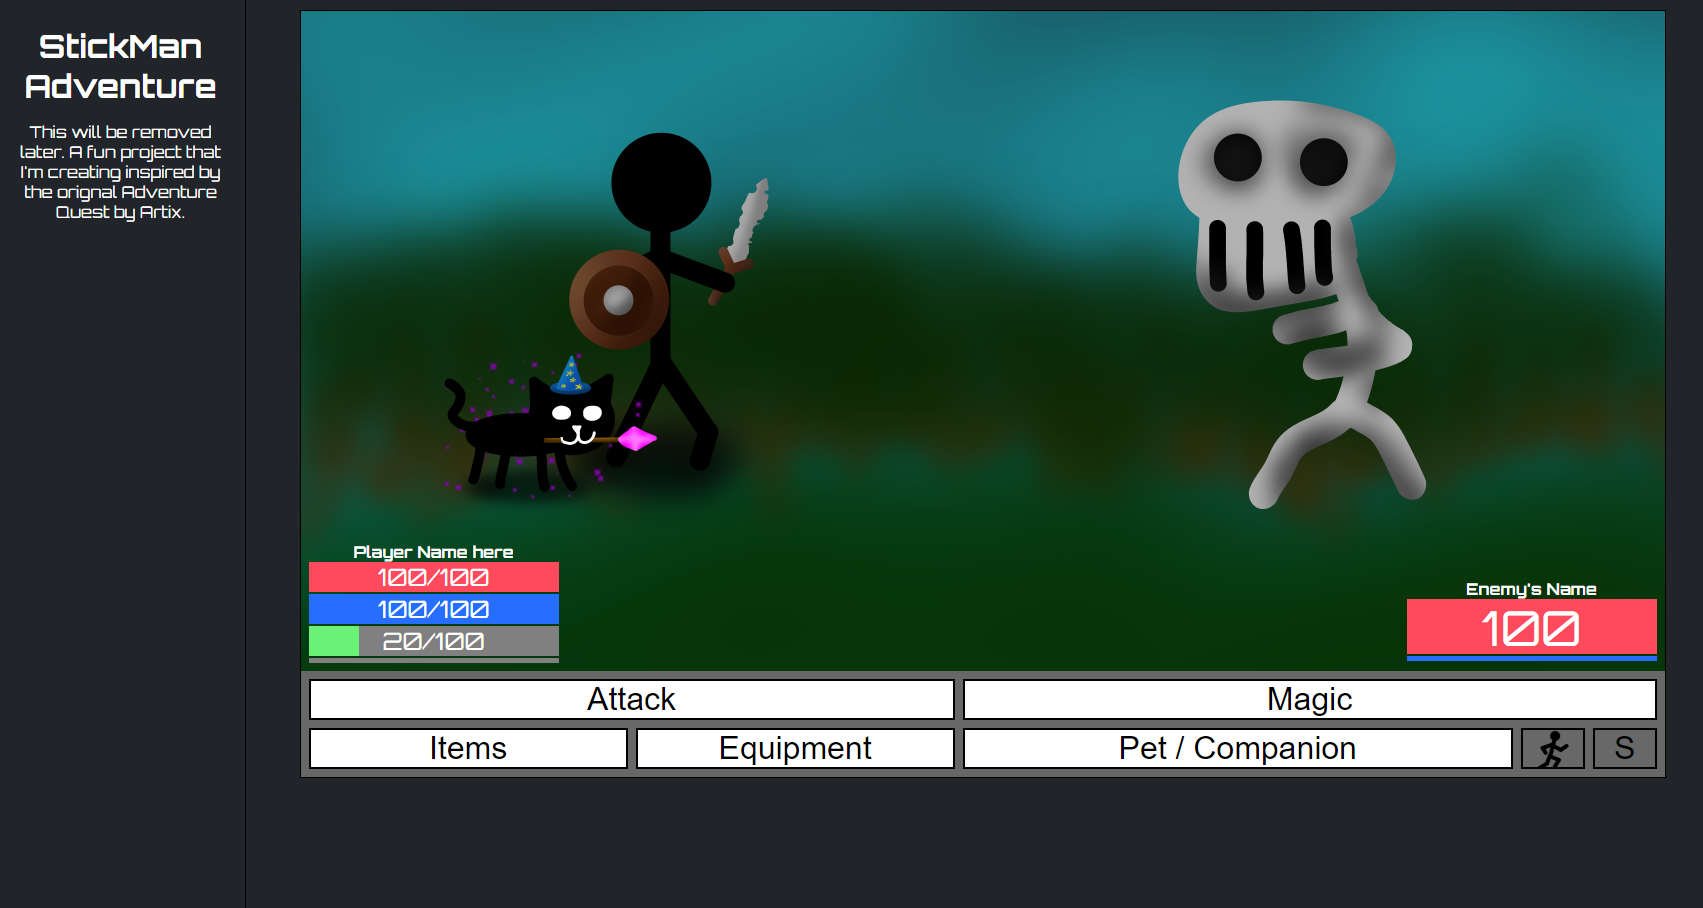 StickMan
Adventure
This will be removed
later. A fun project that
I'm creating inspired by
the orignal Adventure
Quest by Artix.
Player Name here
100/100
100/100
20/100
Enemy's Name
100
Attack
Magic
Items
Equipment
Pet / Companion
S